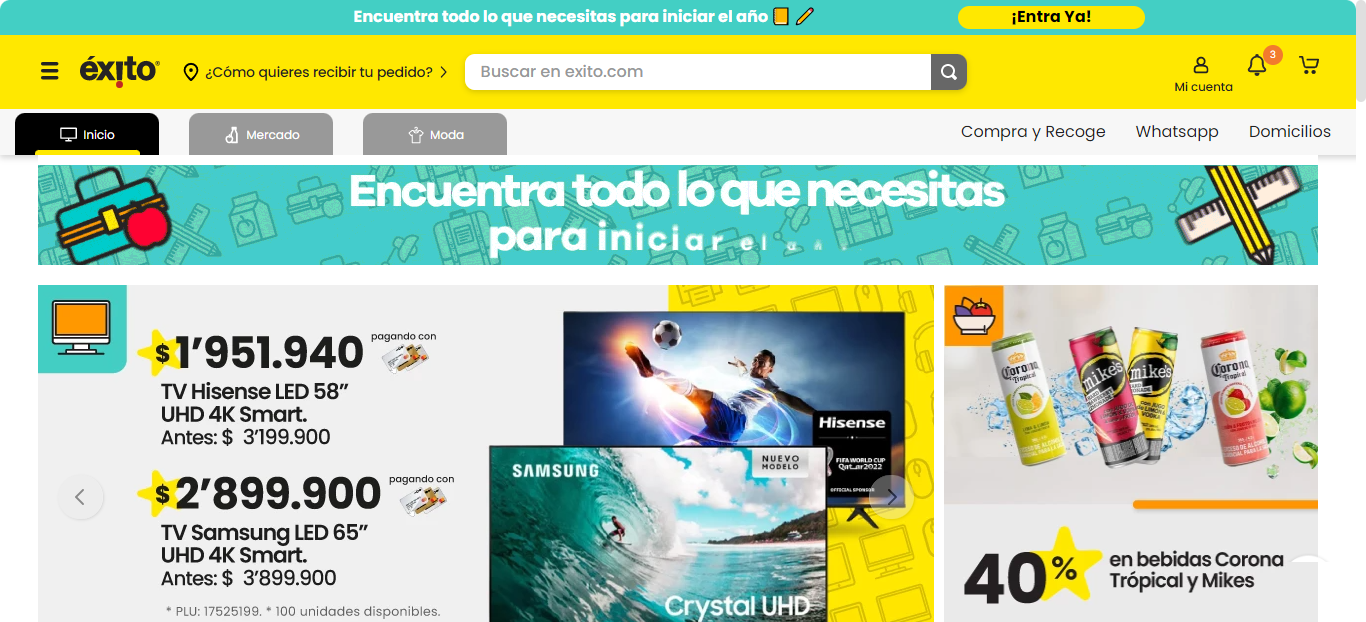 Encuentra todo lo que necesitas para iniciar el año
¡Entra Ya!
éxito
¿Cómo quieres recibir tu pedido?
Buscar en exito.com
Mi cuenta
3
Inicio
Mercado
Moda
Compra y Recoge
Whatsapp
Domicilios
Encuentra todo lo que necesitas
para iniciar el a
$1'951.940
pagando con
TV Hisense LED 58”
UHD 4K Smart.
Antes: $ 3'199.900
$2'899.900
pagando con
TV Samsung LED 65”
UHD 4K Smart.
Antes: $ 3'899.900
* PLU: 17525199. * 100 unidades disponibles.
Hisense
FIFA WORLD CUP
Qatar2022
OFFICIAL SPONSOR
SAMSUNG
NUEVO
MODELO
Crystal UHD
Corona
Tropical
mike's
mike's
Corona
Tropical
40%
en bebidas Corona
Trópical y Mikes